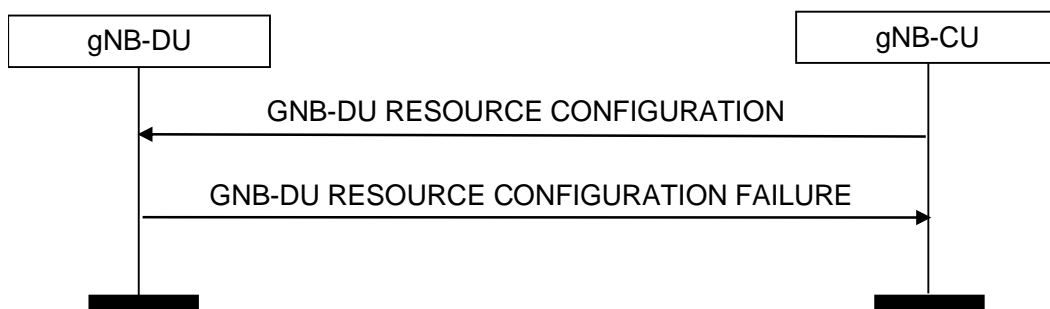 gNB-DU
gNB-CU
GNB-DU RESOURCE CONFIGURATION
GNB-DU RESOURCE CONFIGURATION FAILURE